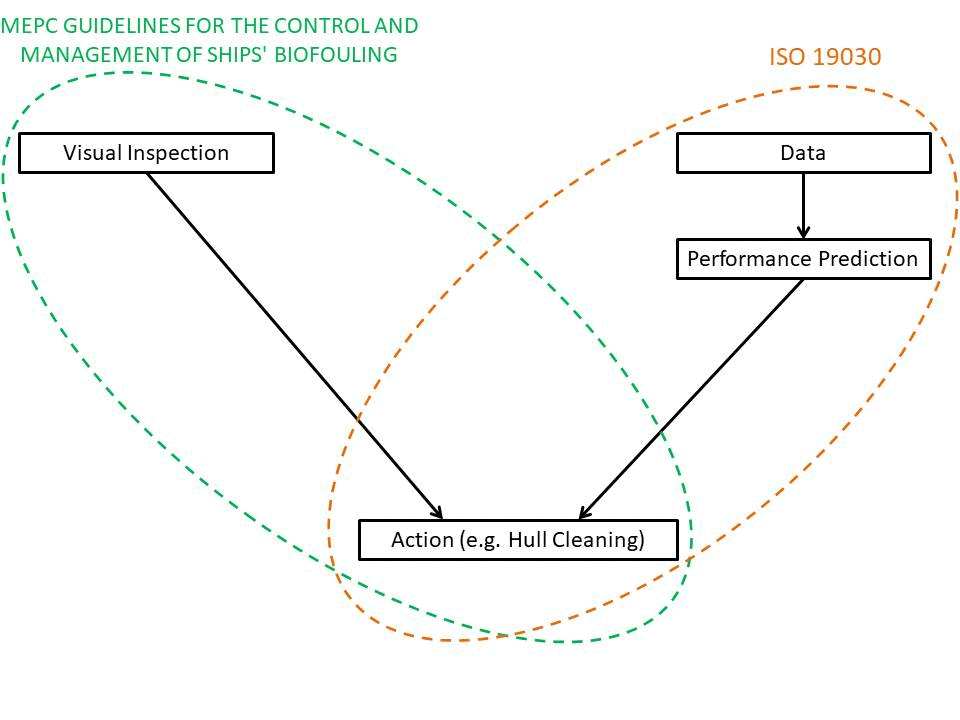 MEPC GUIDELINES FOR THE CONTROL AND
MANAGEMENT OF SHIPS' BIOFOULING
ISO 19030
Visual Inspection
Data
Performance Prediction
Action (e.g. Hull Cleaning)